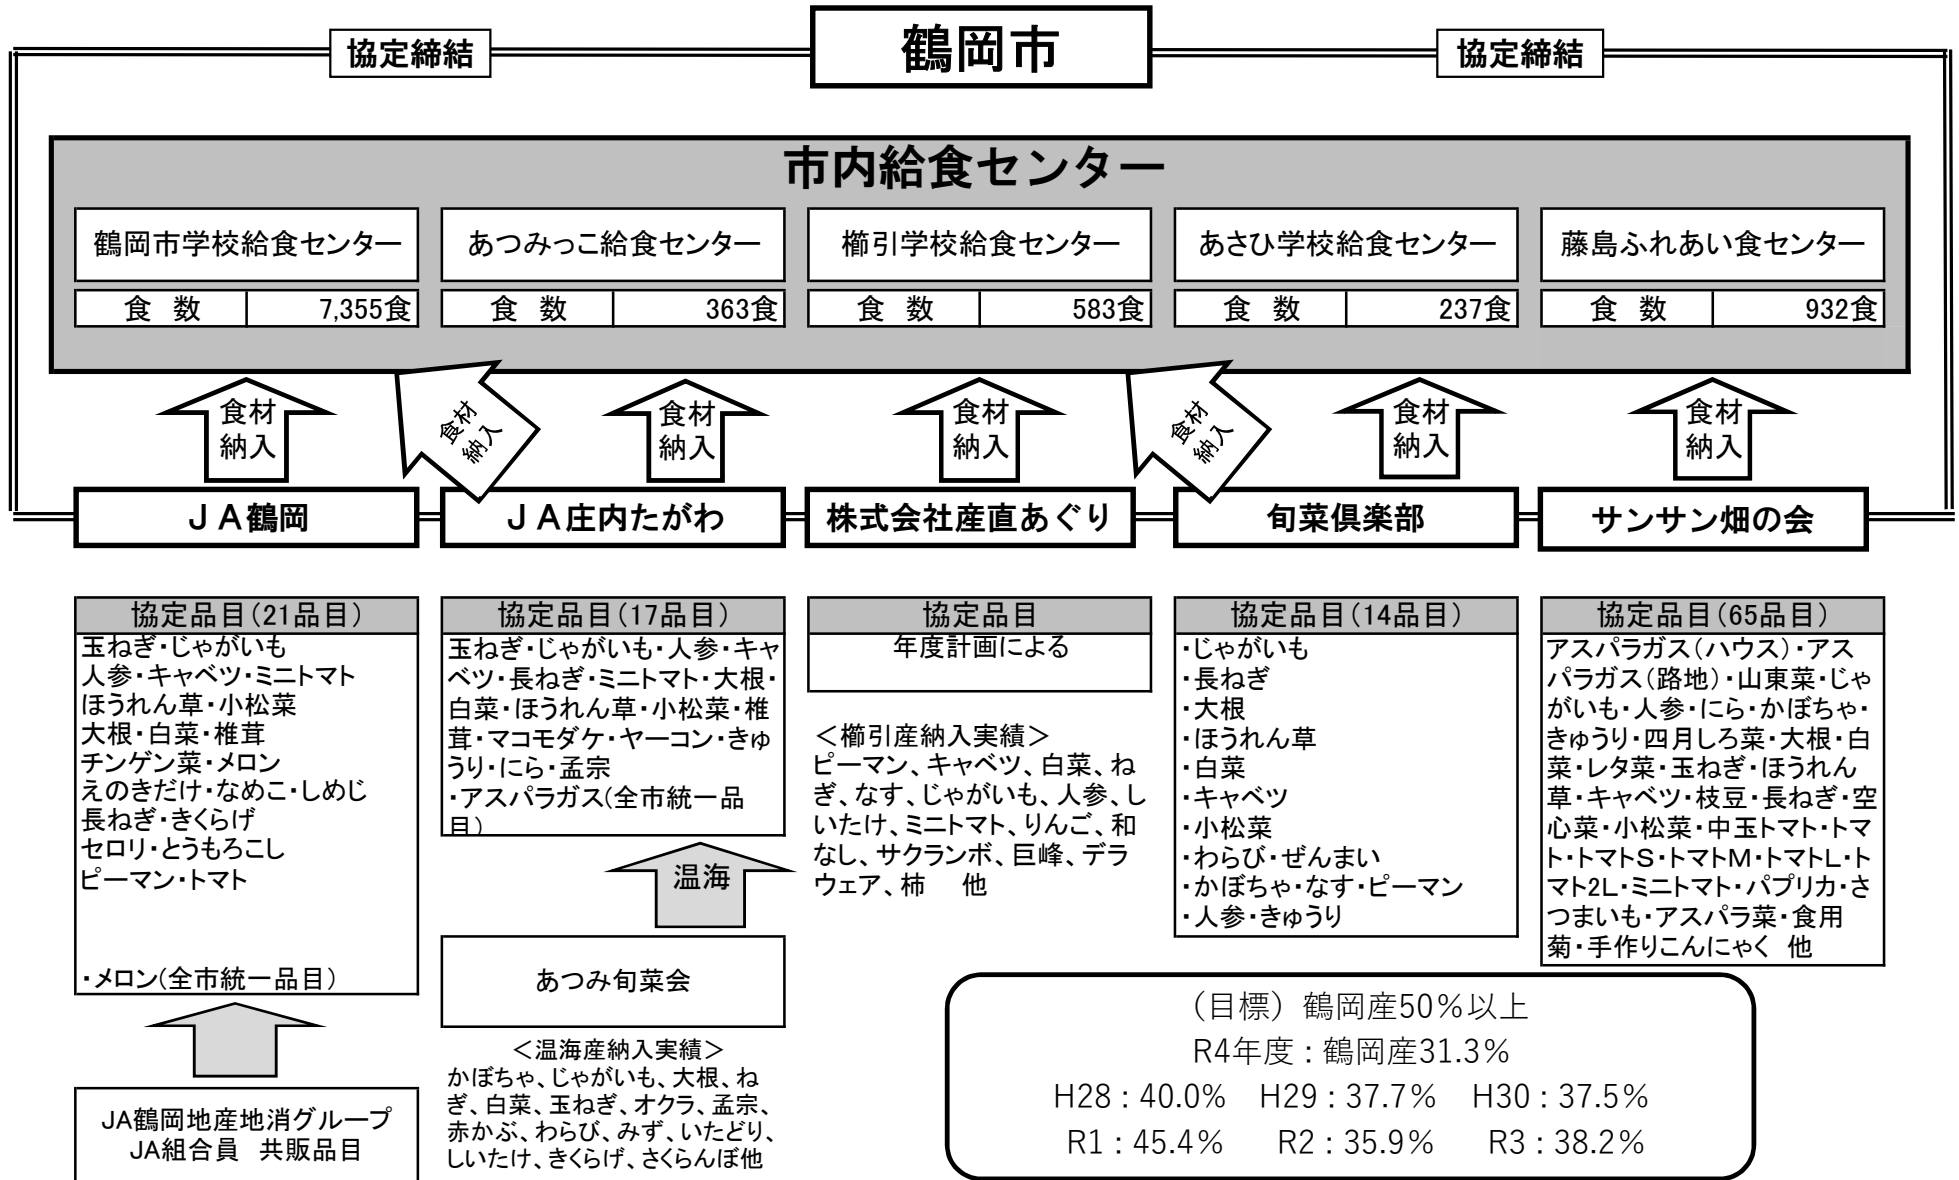 鶴岡市
協定締結
協定締結
市内給食センター
鶴岡市学校給食センター
食 数 7,355食
あつみっこ給食センター
食 数 363食
櫛引学校給食センター
食 数 583食
あさひ学校給食センター
食 数 237食
藤島ふれあい食センター
食 数 932食
食材
納入
食材
納入
食材
納入
食材
納入
食材
納入
食材
納入
食材
納入
ＪＡ鶴岡
ＪＡ庄内たがわ
株式会社産直あぐり
旬菜倶楽部
サンサン畑の会
協定品目(21品目)
玉ねぎ・じゃがいも
人参・キャベツ・ミニトマト
ほうれん草・小松菜
大根・白菜・椎茸
チンゲン菜・メロン
えのきだけ・なめこ・しめじ
長ねぎ・きくらげ
セロリ・とうもろこし
ピーマン・トマト
・メロン(全市統一品目)
JA鶴岡地産地消グループ
JA組合員 共販品目
協定品目(17品目)
玉ねぎ・じゃがいも・人参・キャ
ベツ・長ねぎ・ミニトマト・大根・
白菜・ほうれん草・小松菜・椎
茸・マコモダケ・ヤーコン・きゅ
うり・にら・孟宗
・アスパラガス(全市統一品
目)
温海
あつみ旬菜会
＜温海産納入実績＞
かぼちゃ、じゃがいも、大根、ね
ぎ、白菜、玉ねぎ、オクラ、孟宗、
赤かぶ、わらび、みず、いたどり、
しいたけ、きくらげ、さくらんぼ他
協定品目
年度計画による
＜櫛引産納入実績＞
ピーマン、キャベツ、白菜、ね
ぎ、なす、じゃがいも、人参、し
いたけ、ミニトマト、りんご、和
なし、サクランボ、巨峰、デラ
ウェア、柿 他
協定品目(14品目)
・じゃがいも
・長ねぎ
・大根
・ほうれん草
・白菜
・キャベツ
・小松菜
・わらび・ぜんまい
・かぼちゃ・なす・ピーマン
・人参・きゅうり
協定品目(65品目)
アスパラガス(ハウス)・アス
パラガス(路地)・山東菜・じゃ
がいも・人参・にら・かぼちゃ・
きゅうり・四月しろ菜・大根・白
菜・レタ菜・玉ねぎ・ほうれん
草・キャベツ・枝豆・長ねぎ・空
心菜・小松菜・中玉トマト・トマ
ト・トマトS・トマトM・トマトL・ト
マト2L・ミニトマト・パプリカ・さ
つまいも・アスパラ菜・食用
菊・手作りこんにゃく 他
（目標）鶴岡産50％以上
R4年度：鶴岡産31.3％
H28：40.0％ H29：37.7％ H30：37.5％
R1：45.4％ R2：35.9％ R3：38.2％